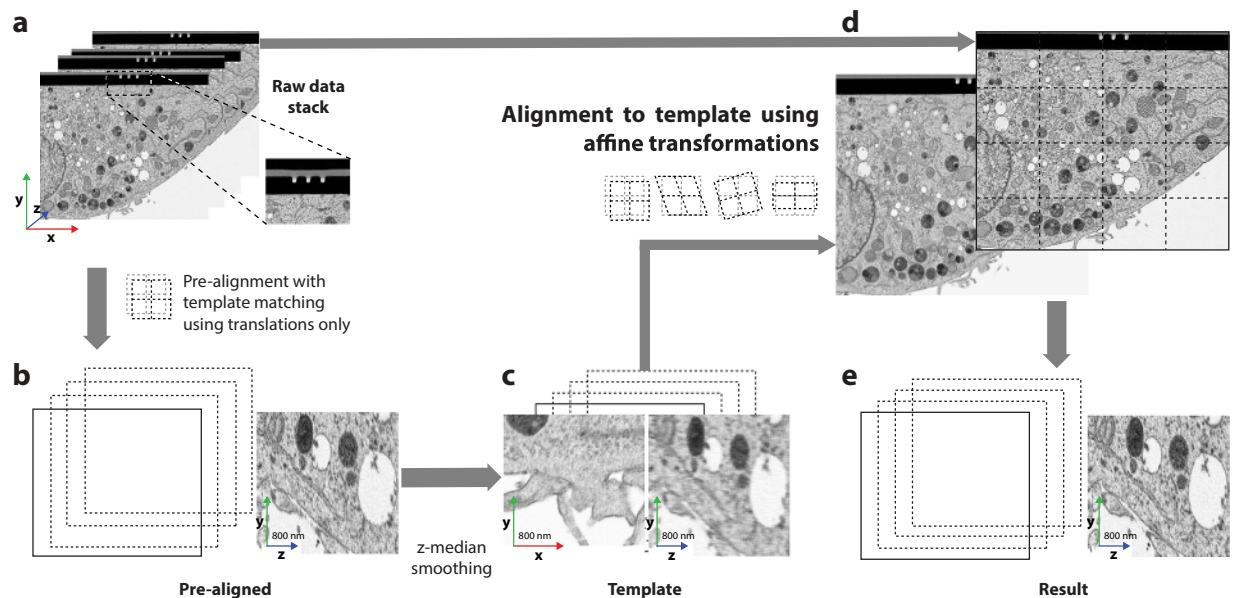 a
Raw data
stack
y
z
x
Pre-alignment with
template matching
using translations only
d
Alignment to template using
affine transformations
b
y
800 nm
z
Pre-aligned
z-median
smoothing
c
y
800 nm
x
y
800 nm
z
Template
e
y
800 nm
z
Result